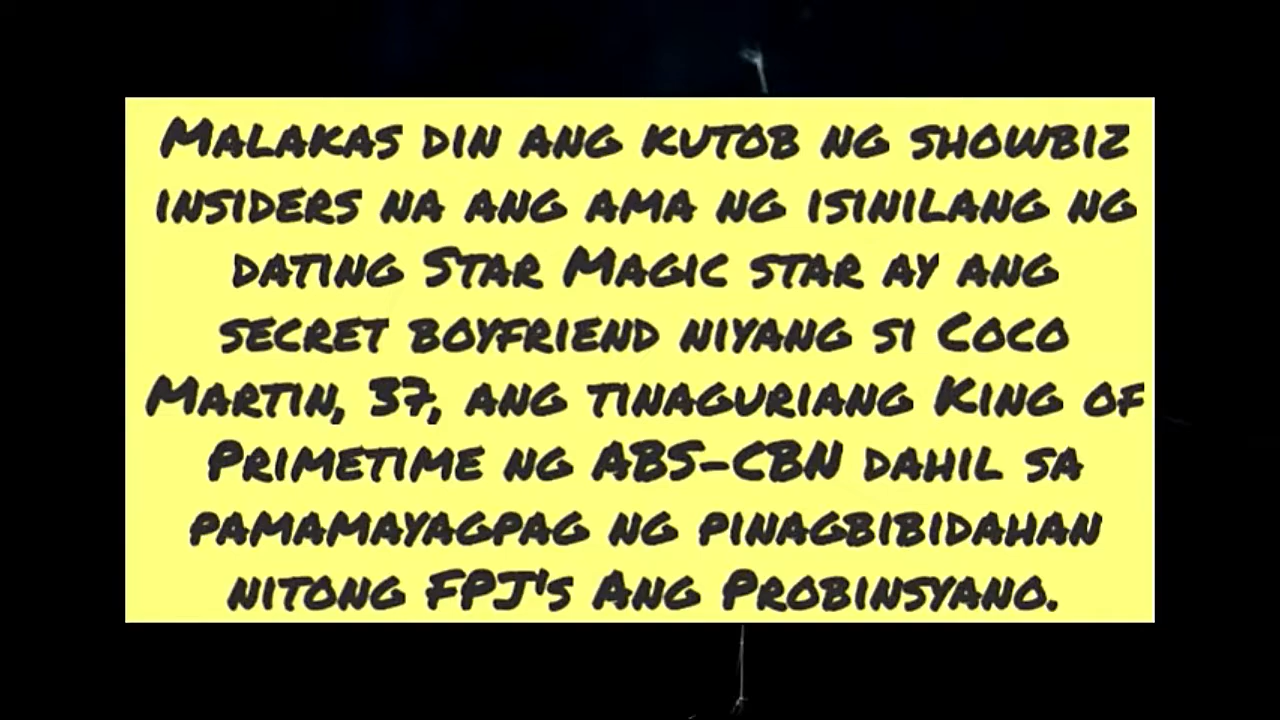 Malakas din ang kutob ng showbiz
insiders na ang ama ng isinilang ng
dating Star Magic star ay ang
secret boyfriend niyang si Coco
Martin, 37, ang tinaguriang King of
Primetime ng ABS-CBN dahil sa
pamamayagpag ng pinagbibidahan
nitong FPJ's Ang Probinsyano.